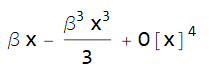 β x - β³ x³ / 3 + O[x]⁴